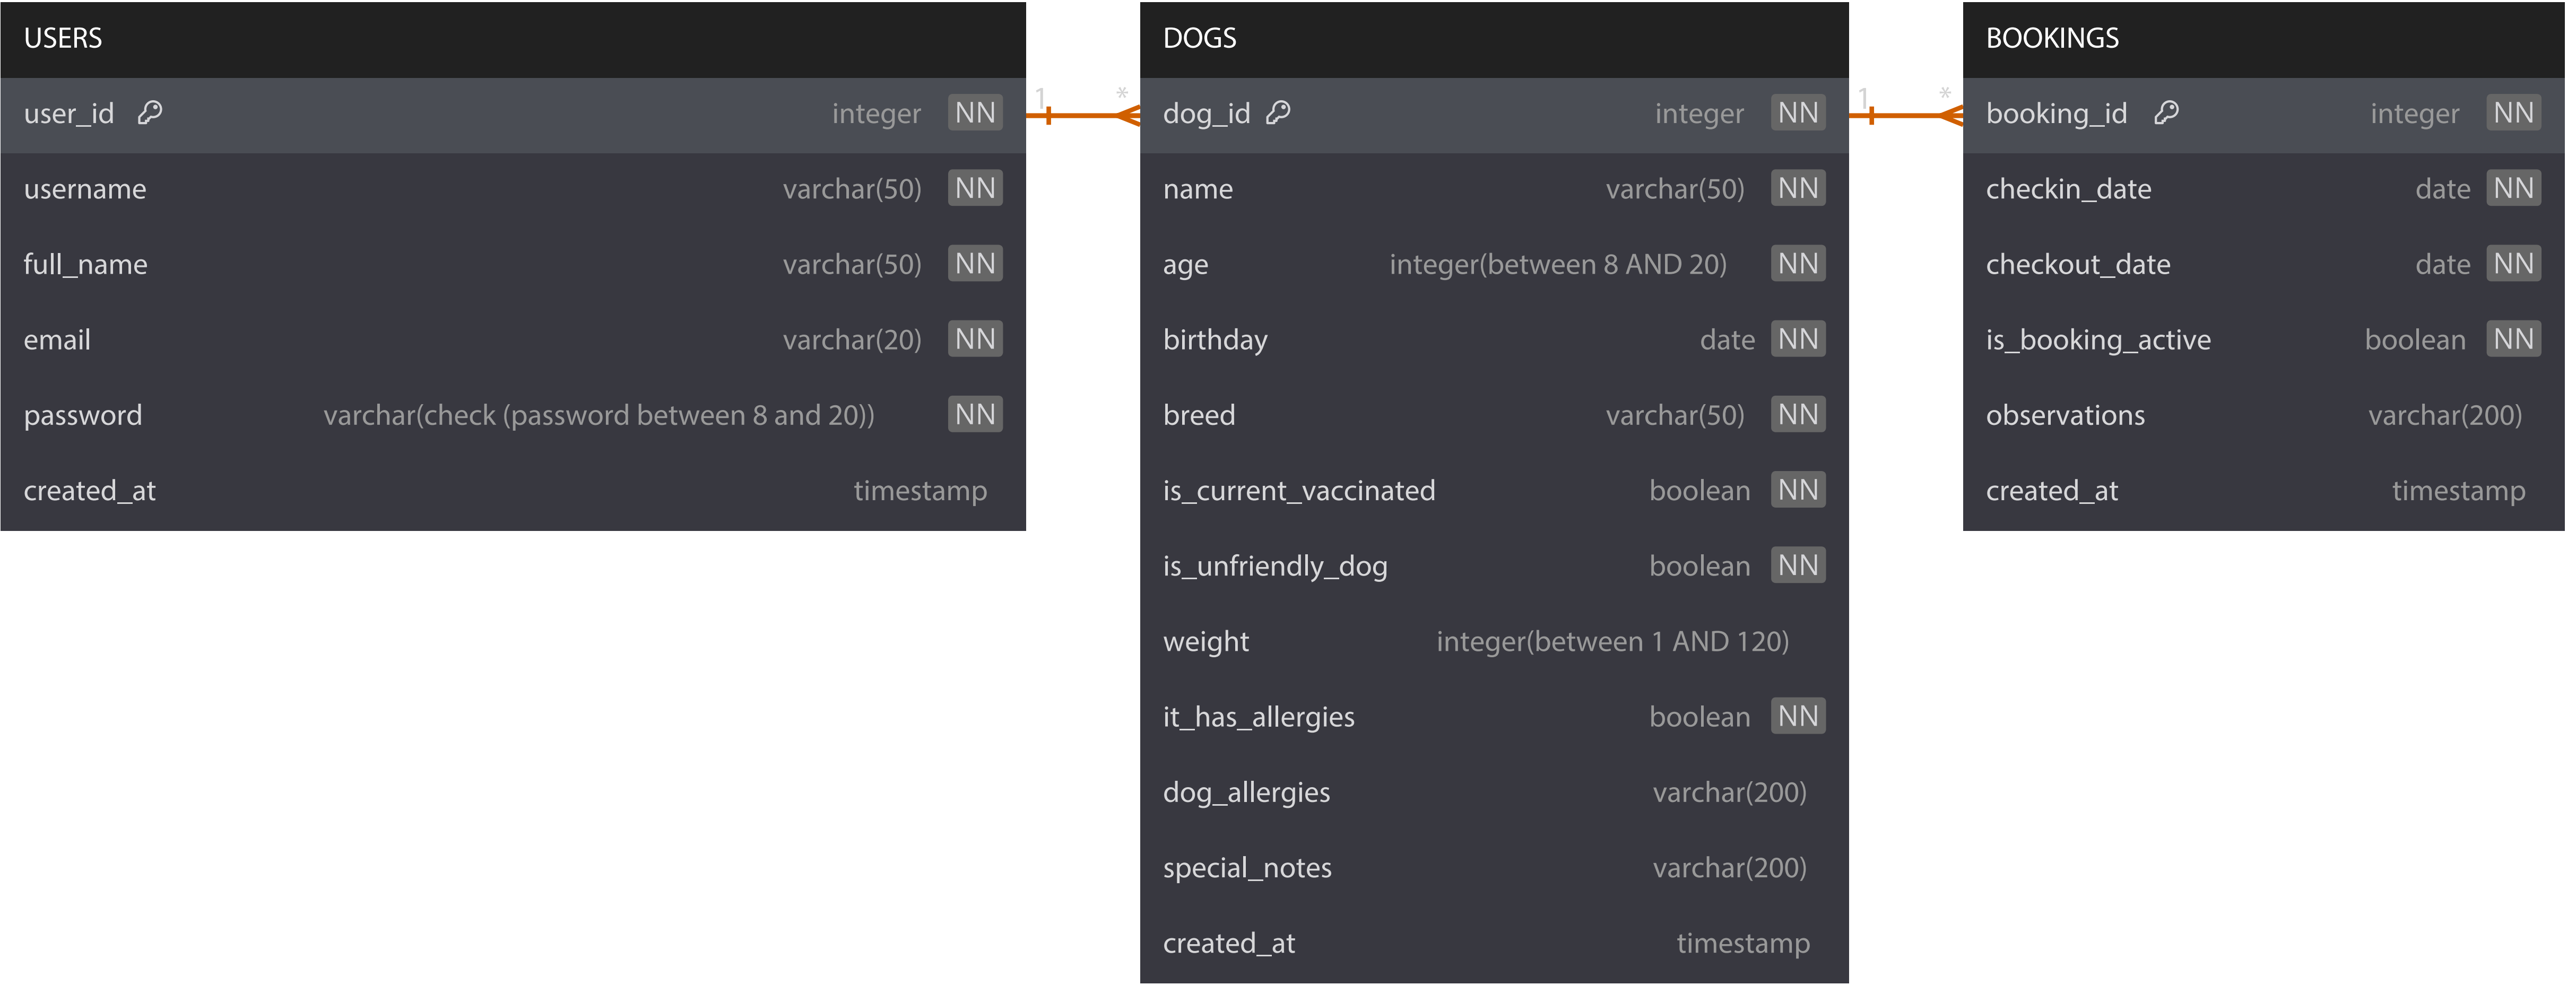 USERS
user_id integer NN
username varchar(50) NN
full_name varchar(50) NN
email varchar(20) NN
password varchar(check (password between 8 and 20)) NN
created_at timestamp
1 *
DOGS
dog_id integer NN
name varchar(50) NN
age integer(between 8 AND 20) NN
birthday date NN
breed varchar(50) NN
is_current_vaccinated boolean NN
is_unfriendly_dog boolean NN
weight integer(between 1 AND 120)
it_has_allergies boolean NN
dog_allergies varchar(200)
special_notes varchar(200)
created_at timestamp
1 *
BOOKINGS
booking_id integer NN
checkin_date date NN
checkout_date date NN
is_booking_active boolean NN
observations varchar(200)
created_at timestamp